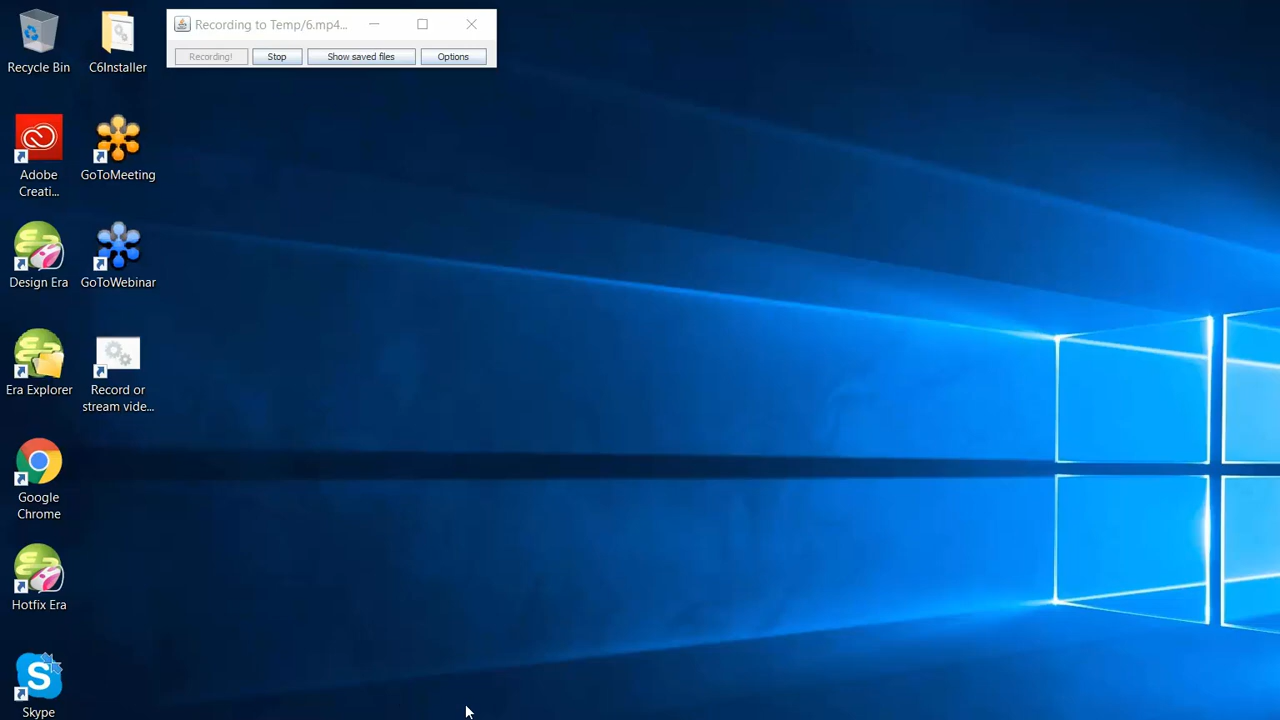 Recording to Temp/6.mp4...
Recording!
Stop
Show saved files
Options
Recycle Bin
C6Installer
Adobe
Creati...
GoToMeeting
Design Era
GoToWebinar
Era Explorer
Record or
stream vide...
Google
Chrome
Hotfix Era
Skype